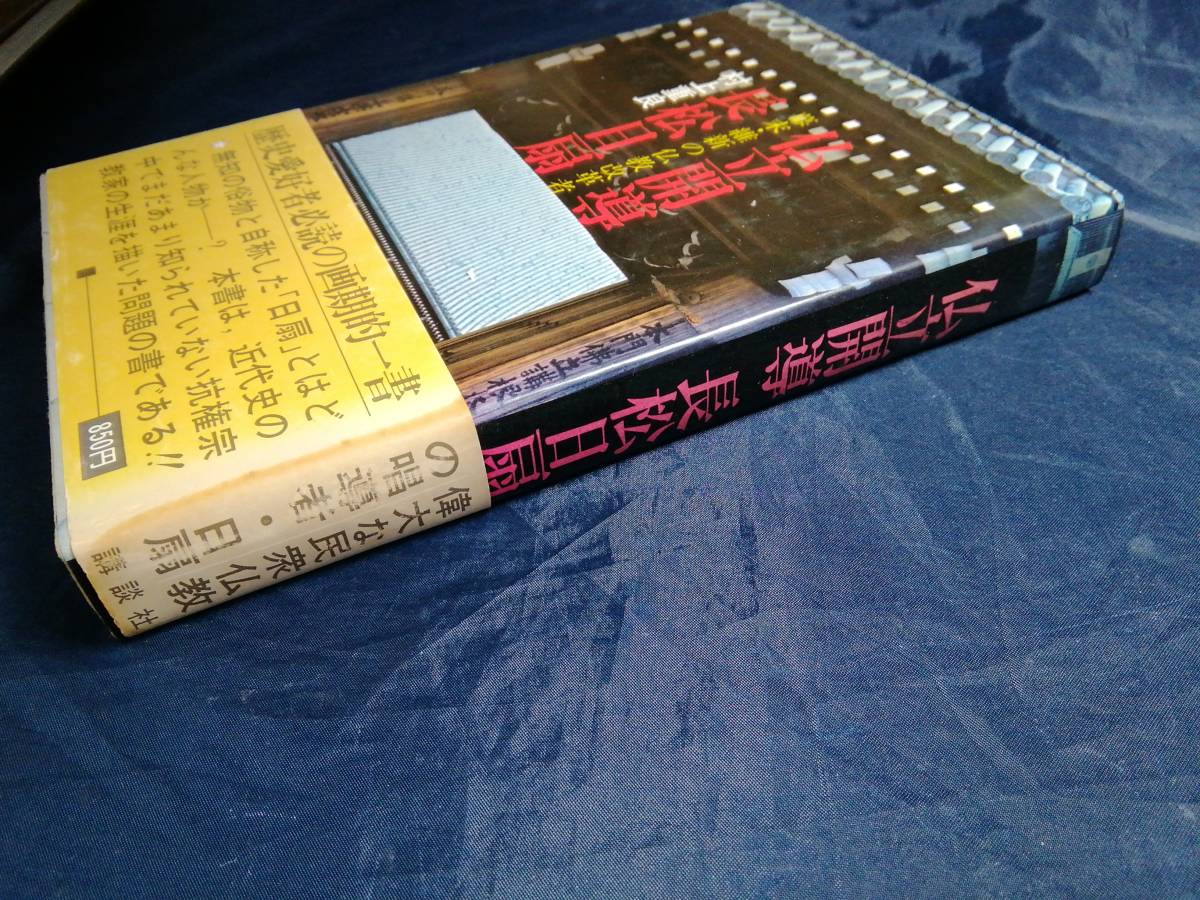 仏立開導
長松日扇
幕末・維新の仏教改革者
村上重良
歴史愛好者必読の画期的一書
★無垢の俗物と自称した「日扇」とはど
んな人物か——？ 本書は，近代史の
中でまだあまり知られていない抗権宗
教家の生涯を描いた問題の書である!!
850円
仏立開導 長松日扇
偉大な民衆仏教
の唱導者・日扇
講談社